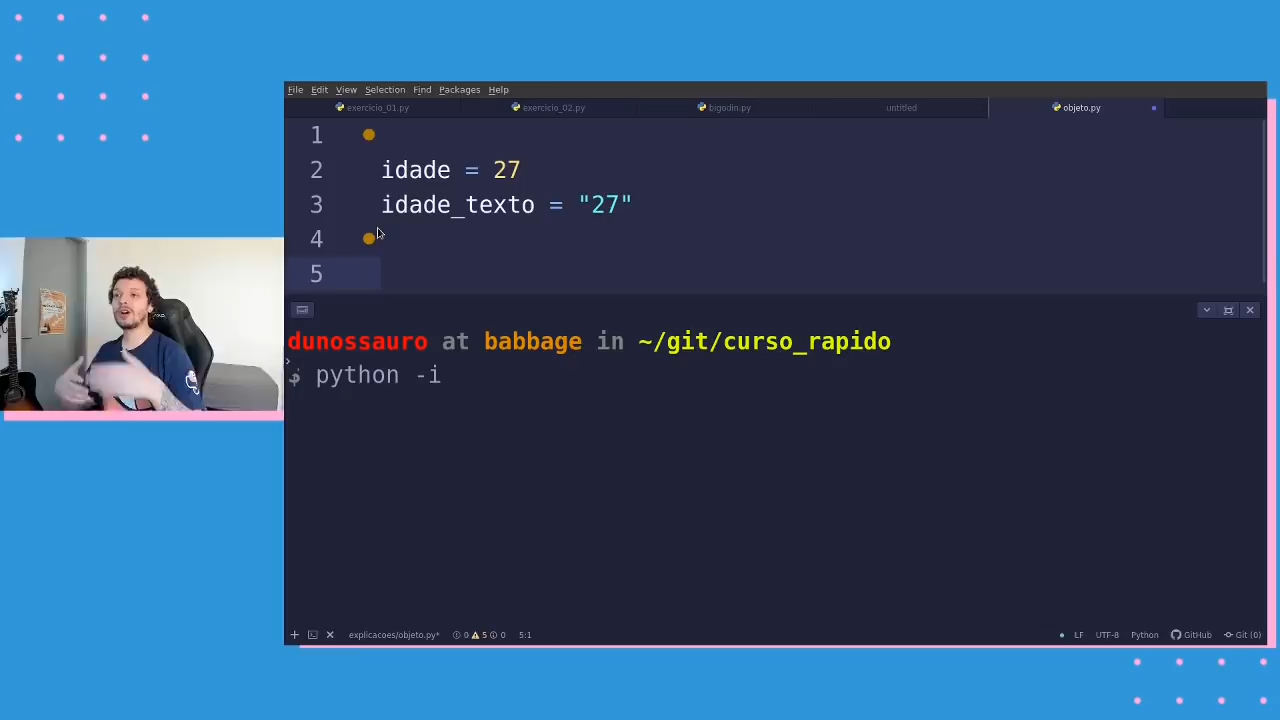 File Edit View Selection Find Packages Help
exercicio_01.py exercicio_02.py bigodin.py untitled objeto.py
1
2 idade = 27
3 idade_texto = "27"
4
5
dunossauro at babbage in ~/git/curso_rapido
$ python -i
explicacoes/objeto.py* 0 5 0 5:1 LF UTF-8 Python GitHub Git (0)